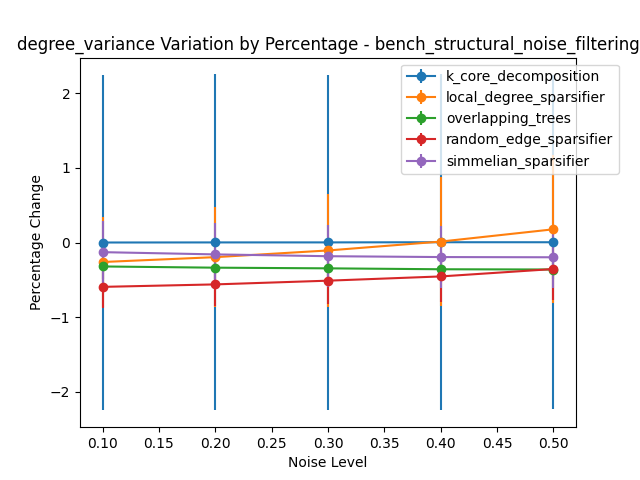 degree_variance Variation by Percentage - bench_structural_noise_filtering
k_core_decomposition
local_degree_sparsifier
overlapping_trees
random_edge_sparsifier
simmelian_sparsifier
Percentage Change
2
1
0
−1
−2
0.10 0.15 0.20 0.25 0.30 0.35 0.40 0.45 0.50
Noise Level